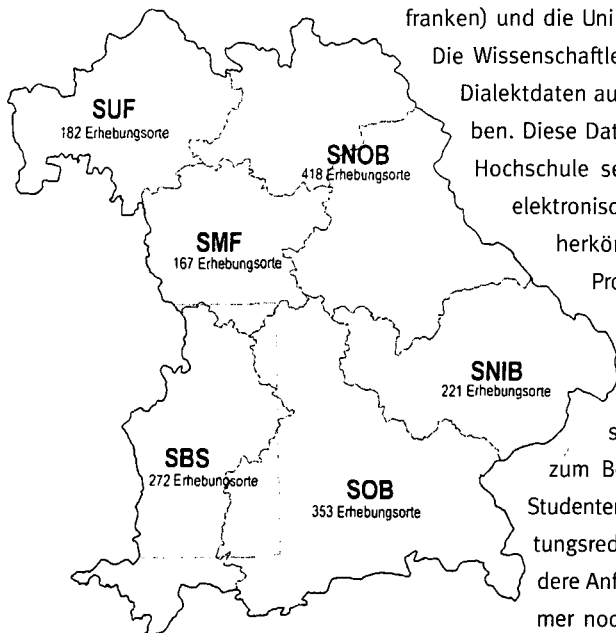 franken) und die Uni
Die Wissenschaftle
Dialektdaten au
ben. Diese Dat
Hochschule se
elektronisc
herkör
Pro
s
zum B
Studenter
tungsred
dere Anf
mer noc
SUF
182 Erhebungsorte
SNOB
418 Erhebungsorte
SMF
167 Erhebungsorte
SNIB
221 Erhebungsorte
SBS
272 Erhebungsorte
SOB
353 Erhebungsorte